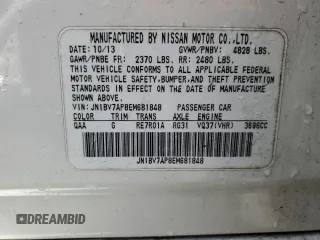 MANUFACTURED BY NISSAN MOTOR CO.,LTD.
DATE: 10/13 GVWR/PNBV: 4828 LBS.
GAWR/PNBE FR: 2370 LBS. RR: 2480 LBS.
THIS VEHICLE CONFORMS TO ALL APPLICABLE FEDERAL
MOTOR VEHICLE SAFETY, BUMPER, AND THEFT PREVENTION
STANDARDS IN EFFECT ON THE DATE OF MANUFACTURE
SHOWN ABOVE.
VIN: JN1BV7AP8EM681848 PASSENGER CAR
COLOR TRIM TRANS AXLE ENGINE
QAA G RE7R01A RG31 VQ37(VHR) 3696CC
JN1BV7AP8EM681848
AUTOBIDMASTER